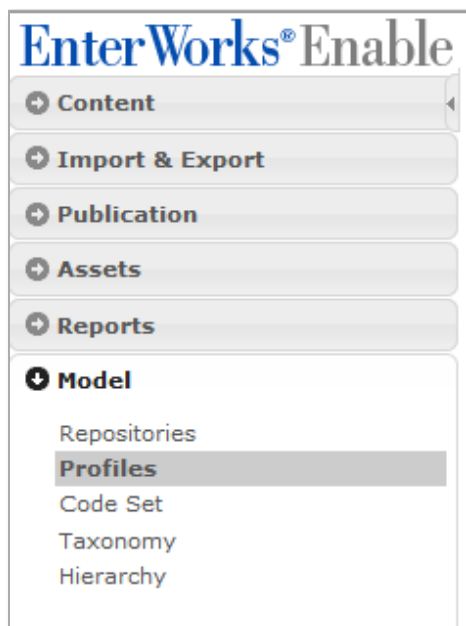 EnterWorks® Enable
Content
Import & Export
Publication
Assets
Reports
Model
Repositories
Profiles
Code Set
Taxonomy
Hierarchy